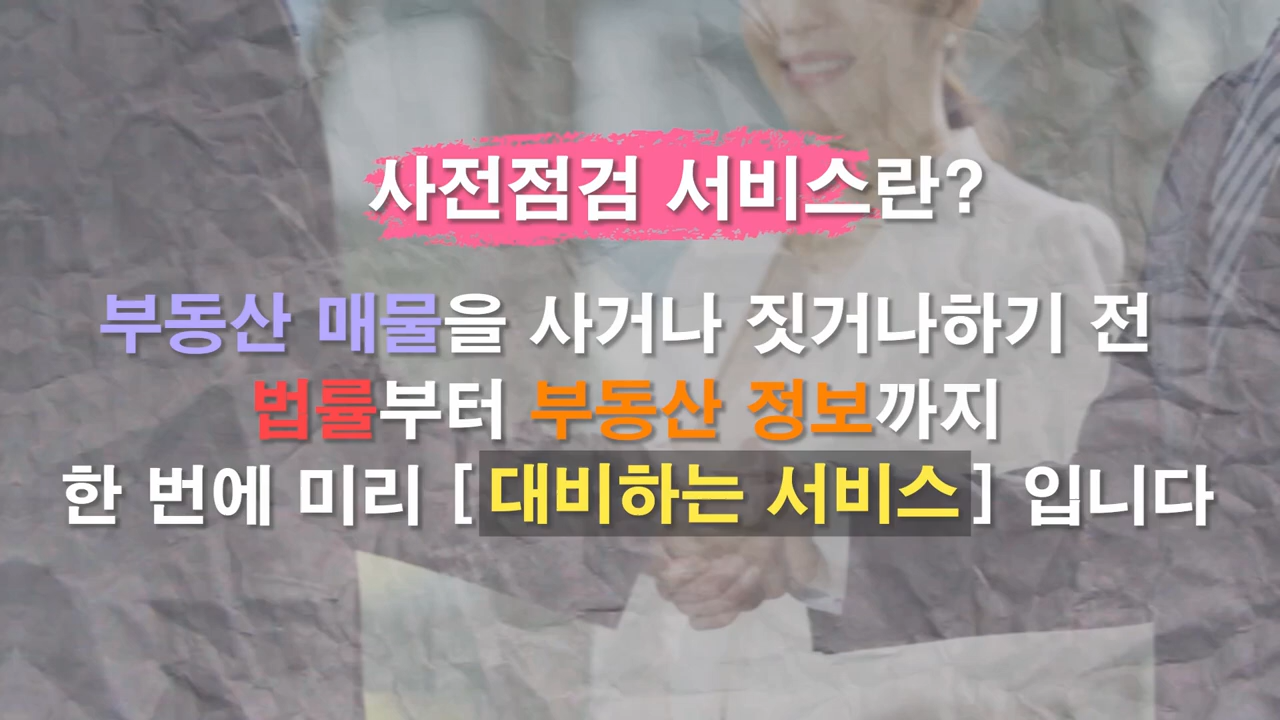 사전점검 서비스란?
부동산 매물을 사거나 짓거나하기 전
법률부터 부동산 정보까지
한 번에 미리 [대비하는 서비스] 입니다